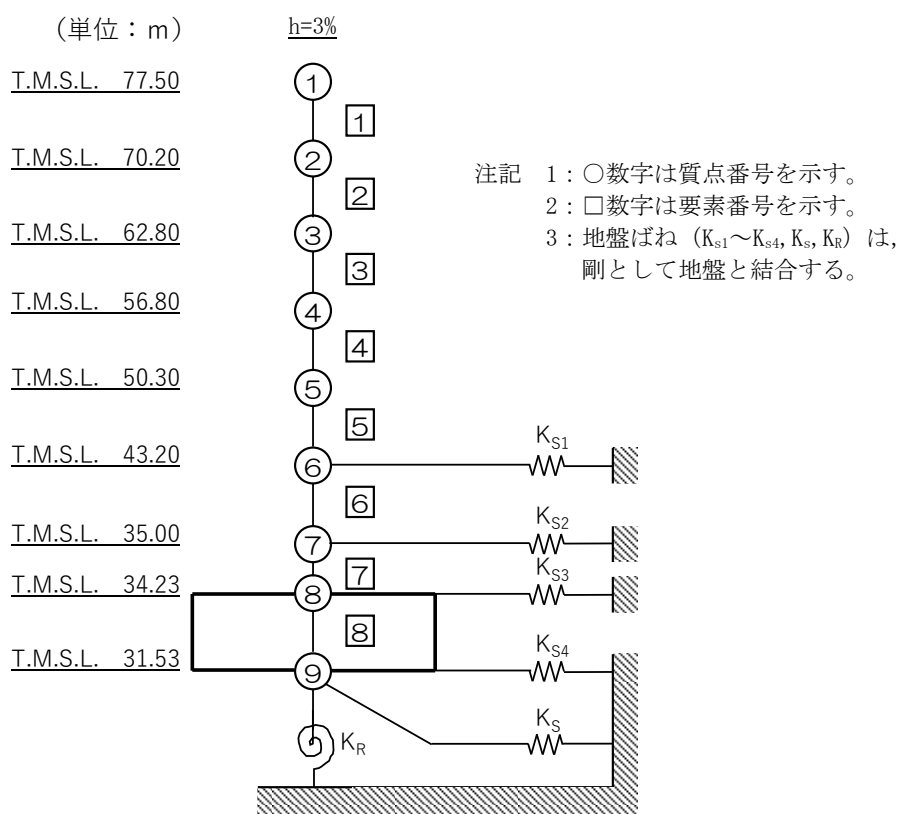 （単位：ｍ）
h=3%
T.M.S.L. 77.50
①
1
T.M.S.L. 70.20
②
2
T.M.S.L. 62.80
③
3
T.M.S.L. 56.80
④
4
T.M.S.L. 50.30
⑤
5
T.M.S.L. 43.20
⑥
KS1
6
T.M.S.L. 35.00
⑦
KS2
7
T.M.S.L. 34.23
⑧
KS3
8
T.M.S.L. 31.53
⑨
KS4
KS
KR
注記 1：○数字は質点番号を示す。
2：□数字は要素番号を示す。
3：地盤ばね（Ks1～Ks4,Ks,KR）は,
剛として地盤と結合する。